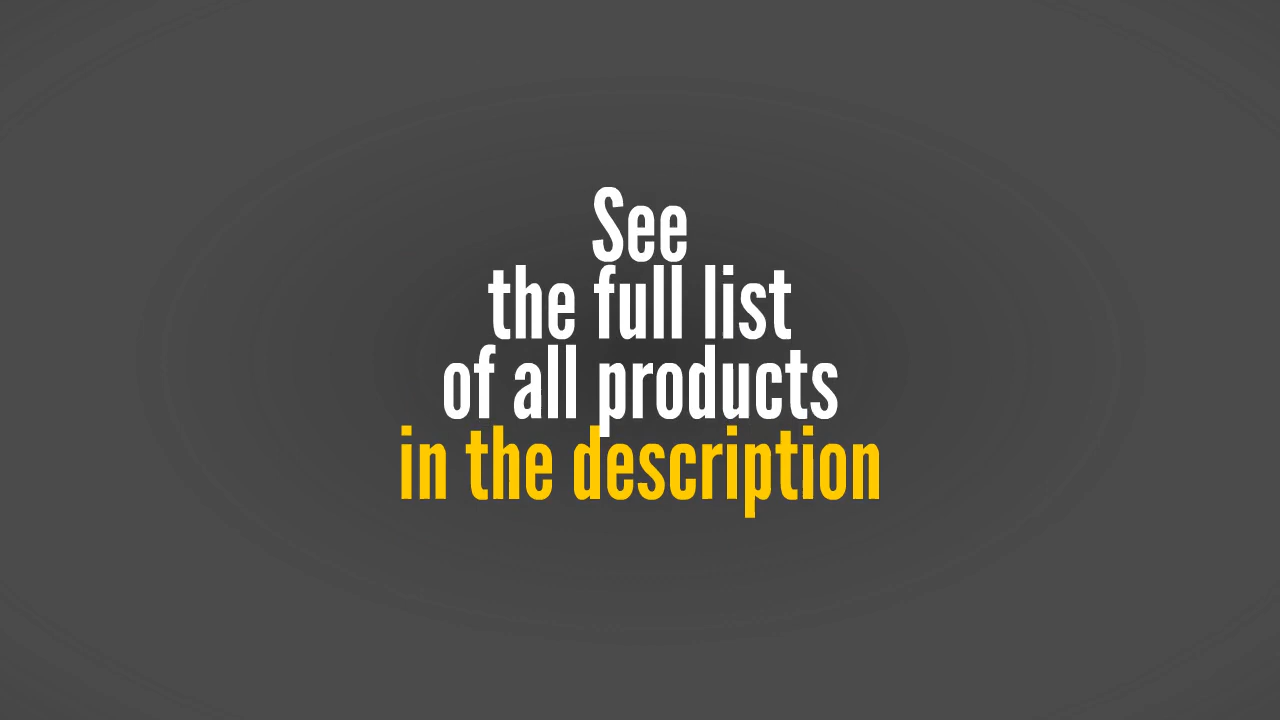 See
the full list
of all products
in the description